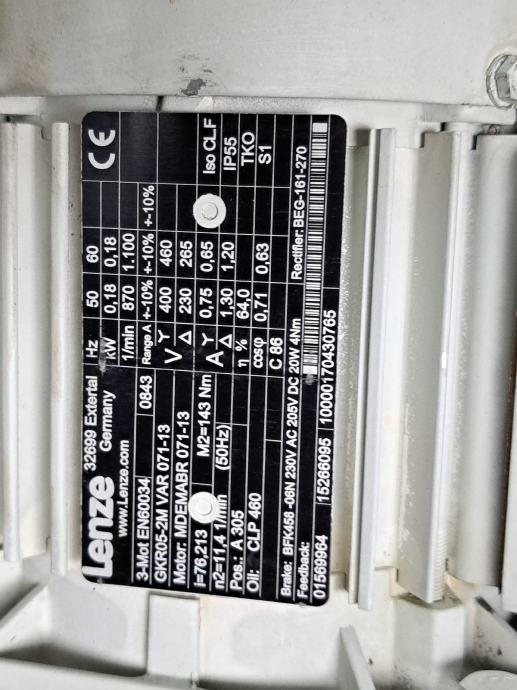 Lenze 32699 Extertal Germany
www.Lenze.com
Hz 50 60
kW 0,18 0,18
3-Mot EN60034 0843 1/min 870 1.100
GKR05-2M VAR 071-13 Range A +-10% +-10% +-10%
Motor: MDEMABR 071-13 V Y 400 460
Δ 230 265
i=76,213 M2=143 Nm A Y 0,75 0,65 Iso CLF
n2=11,4 1/min (50Hz) Δ 1,30 1,20 IP55
Pos.: A 305 η % 64,0 TKO
Oil: CLP 460 cosφ 0,71 0,63 S1
C 86
Brake: BFK458 -06N 230V AC 205V DC 20W 4Nm Rectifier: BEG-161-270
Feedback:
01569964 15266095 10000170430765
CE